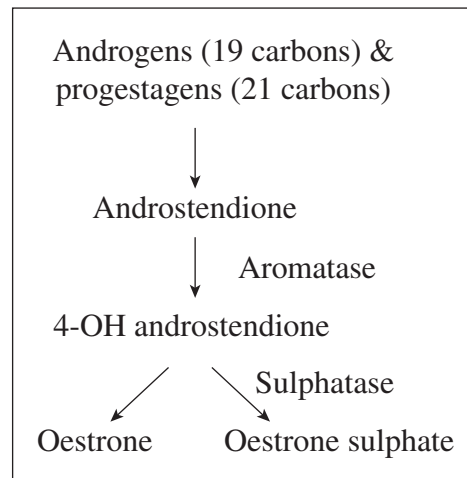 Androgens (19 carbons) &
progestagens (21 carbons)
Androstendione
Aromatase
4-OH androstendione
Sulphatase
Oestrone
Oestrone sulphate